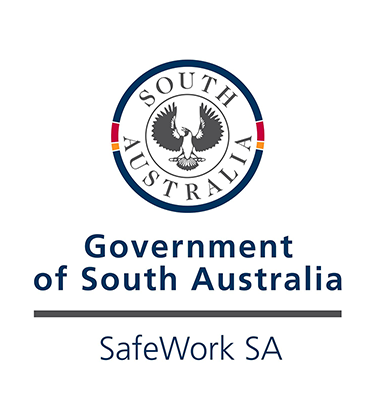 SOUTH
AUSTRALIA
Government
of South Australia
SafeWork SA